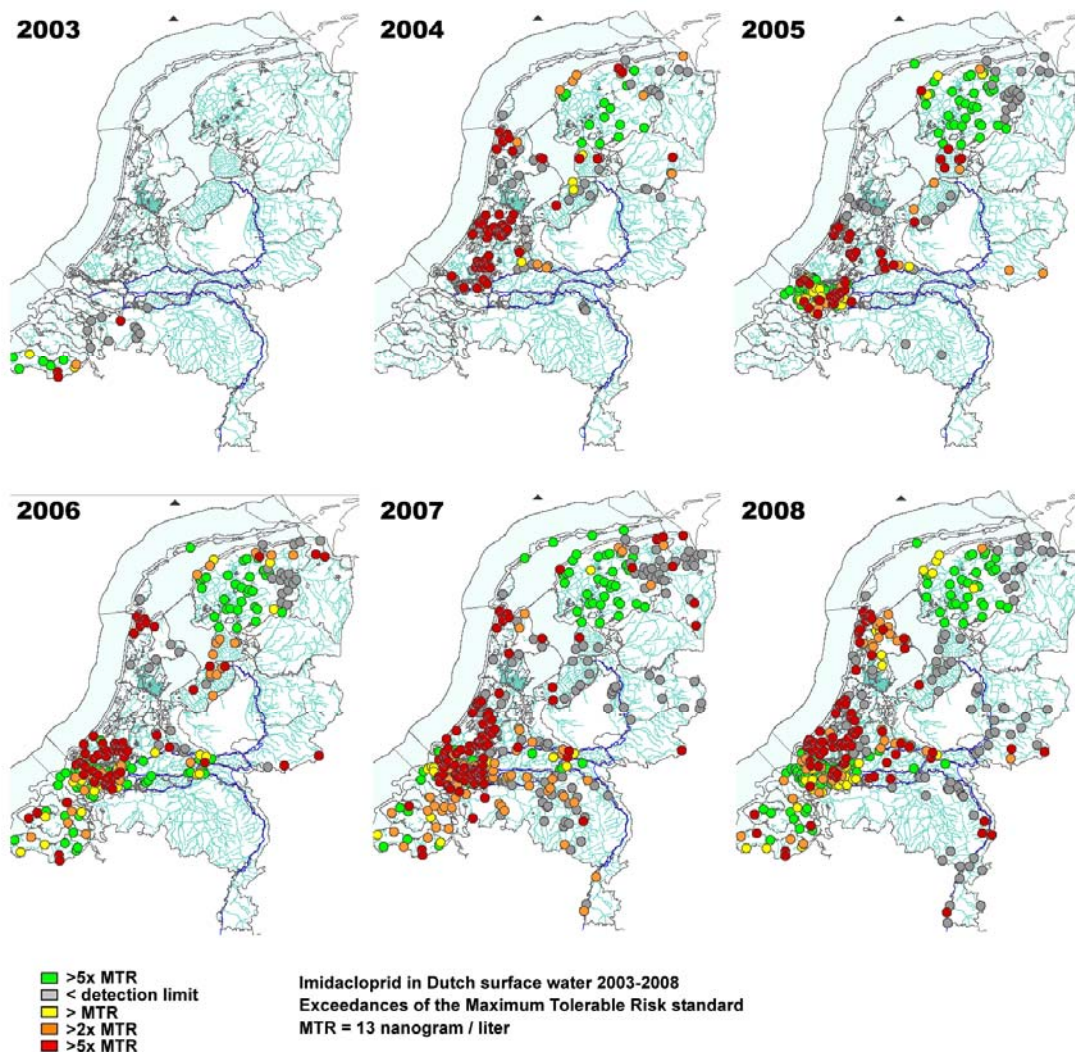 2003
2004
2005
2006
2007
2008
>5x MTR
< detection limit
> MTR
>2x MTR
>5x MTR
Imidacloprid in Dutch surface water 2003-2008
Exceedances of the Maximum Tolerable Risk standard
MTR = 13 nanogram / liter